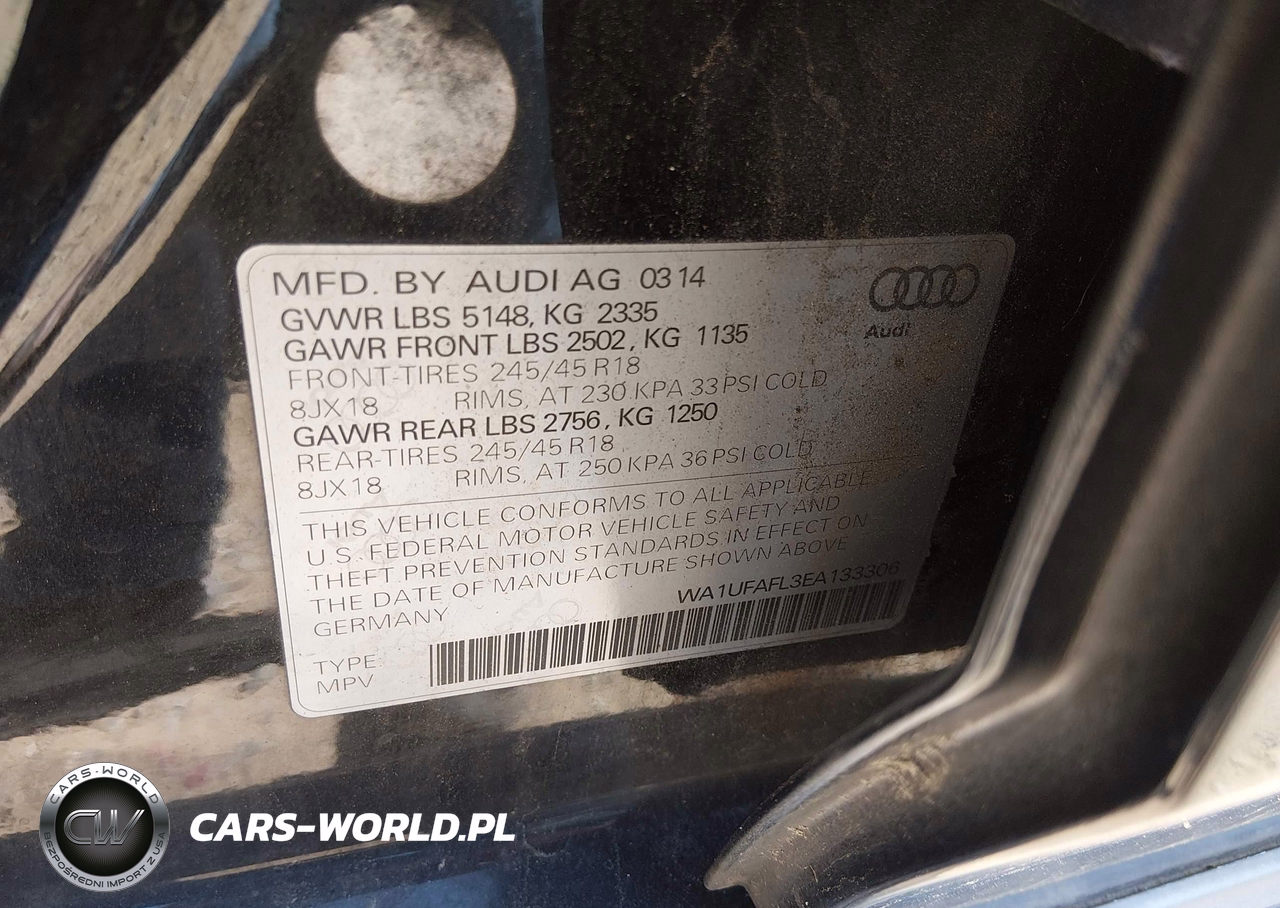 MFD. BY AUDI AG 03 14
GVWR LBS 5148, KG 2335
GAWR FRONT LBS 2502, KG 1135
FRONT-TIRES 245/45 R18
8JX18 RIMS, AT 230 KPA 33 PSI COLD
GAWR REAR LBS 2756, KG 1250
REAR-TIRES 245/45 R18
8JX18 RIMS, AT 250 KPA 36 PSI COLD
THIS VEHICLE CONFORMS TO ALL APPLICABLE
U.S. FEDERAL MOTOR VEHICLE SAFETY AND
THEFT PREVENTION STANDARDS IN EFFECT ON
THE DATE OF MANUFACTURE SHOWN ABOVE
GERMANY WA1UFAFL3EA133306
TYPE
MPV
Audi
CARS-WORLD
CW
BEZPOŚREDNI IMPORT Z USA
CARS-WORLD.PL